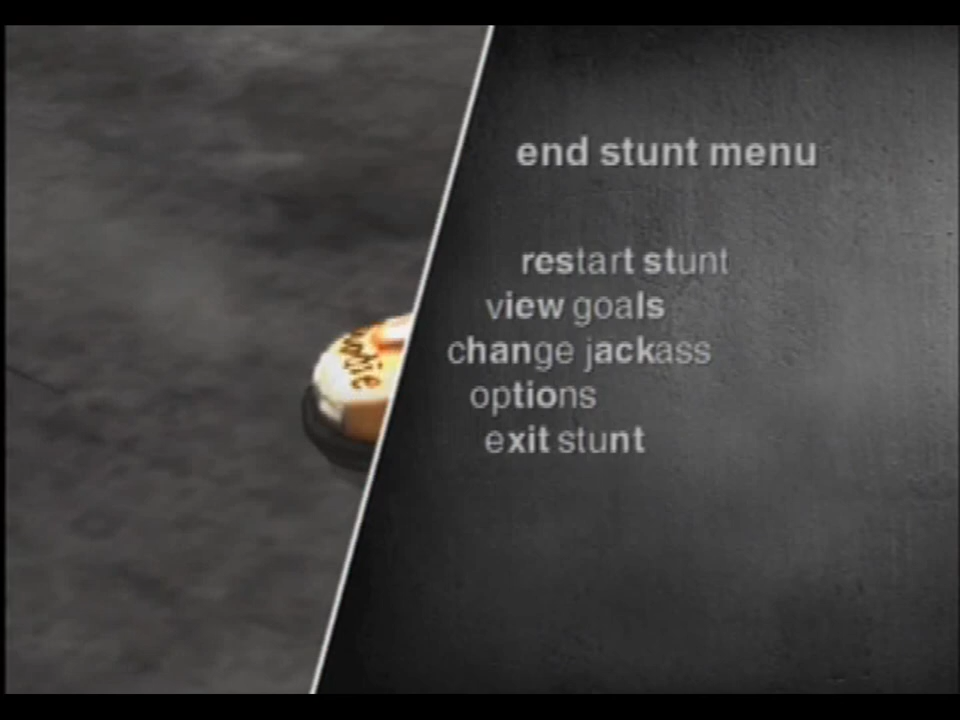 end stunt menu
restart stunt
view goals
change jackass
options
exit stunt